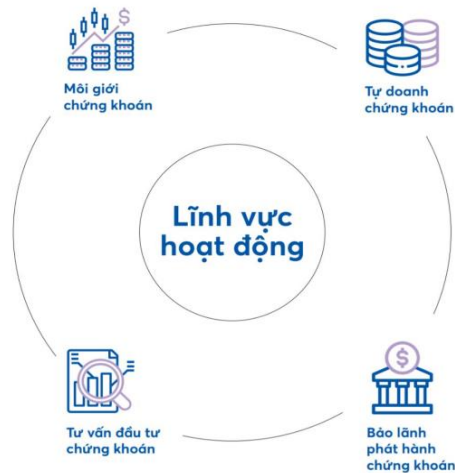 Môi giới
chứng khoán
Tự doanh
chứng khoán
Lĩnh vực
hoạt động
Tư vấn đầu tư
chứng khoán
Bảo lãnh
phát hành
chứng khoán